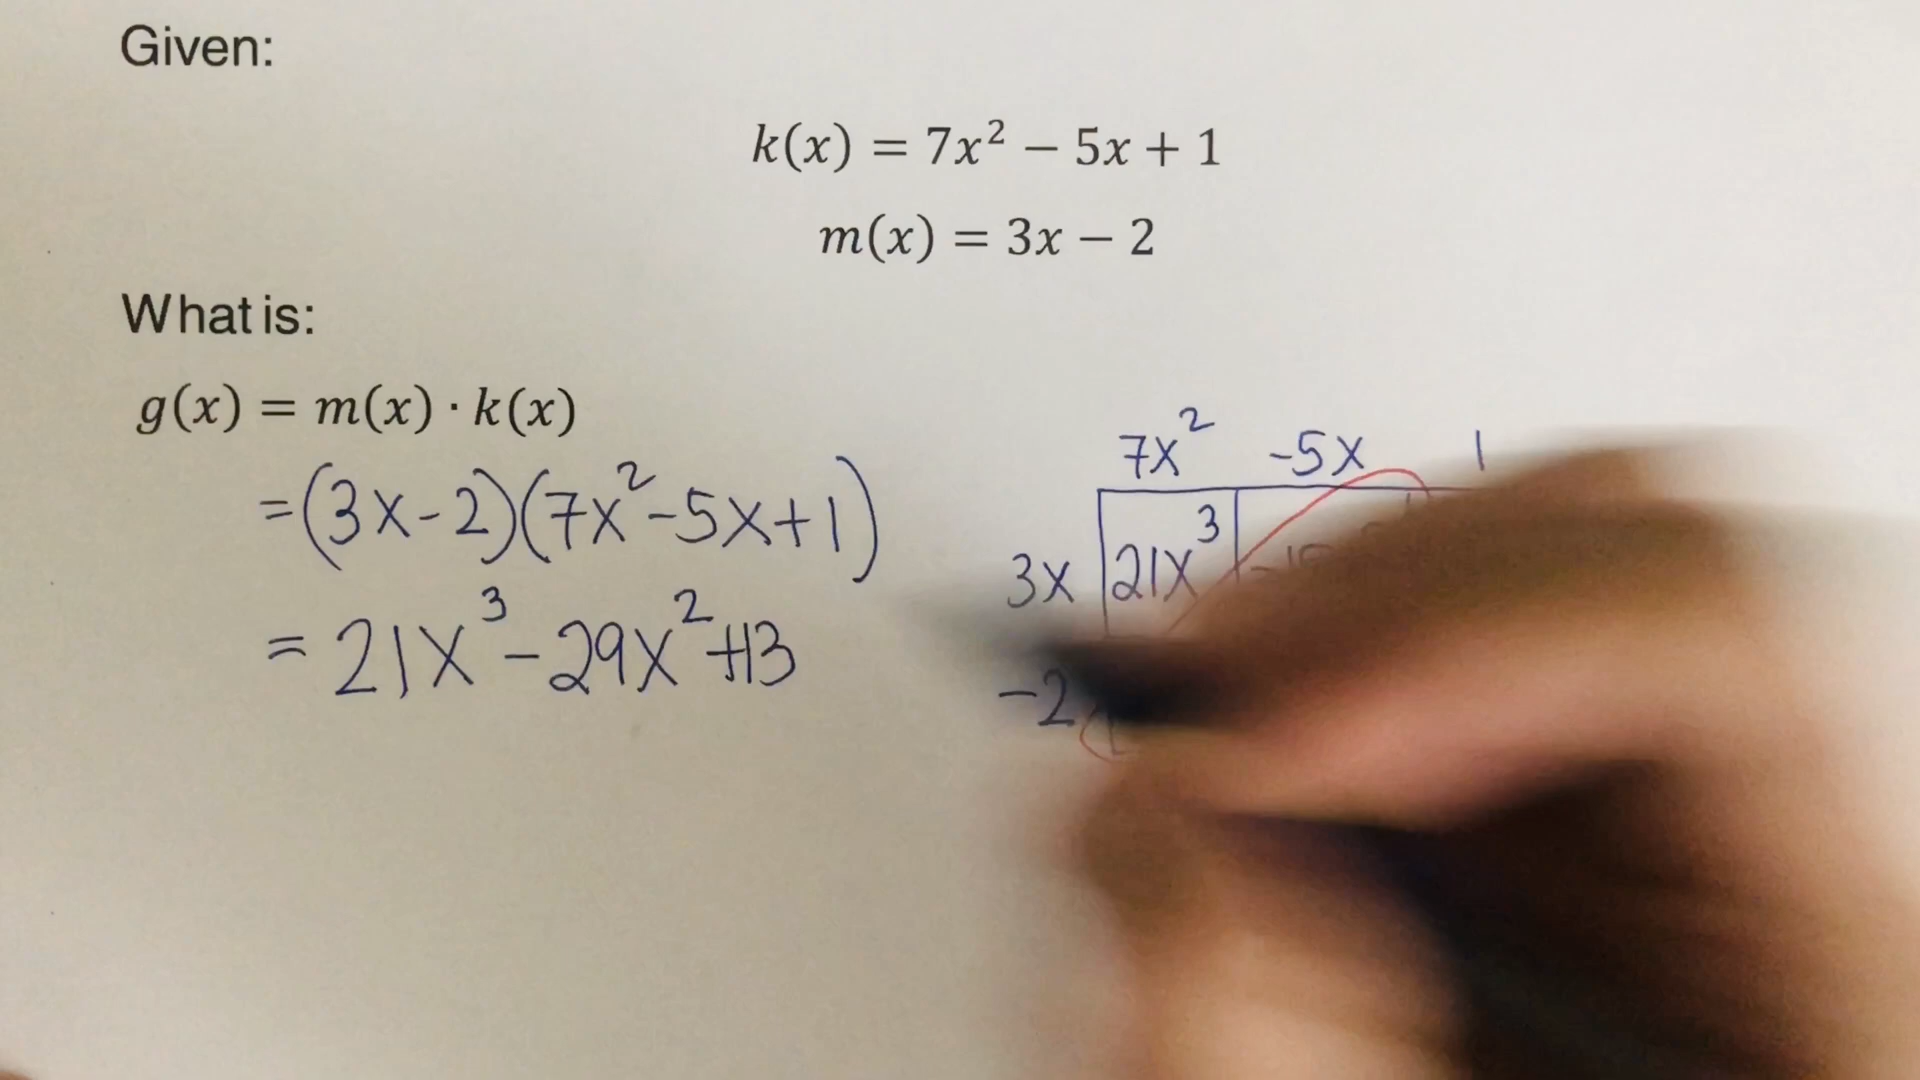 Given:
k(x) = 7x² − 5x + 1
m(x) = 3x − 2
What is:
g(x) = m(x) · k(x)
=(3x-2)(7x²-5x+1)
= 21x³-29x²+13
7x² -5x 1
3x 21x³
-2